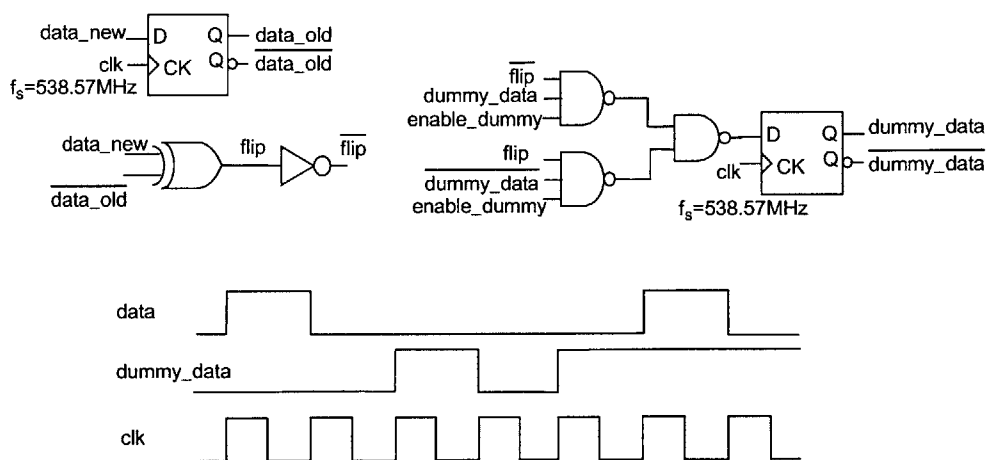 data_new D Q data_old
clk CK Q data_old
fs=538.57MHz
data_new
data_old
flip flip
flip
dummy_data
enable_dummy
flip
dummy_data
enable_dummy
D Q dummy_data
clk CK Q dummy_data
fs=538.57MHz
data
dummy_data
clk